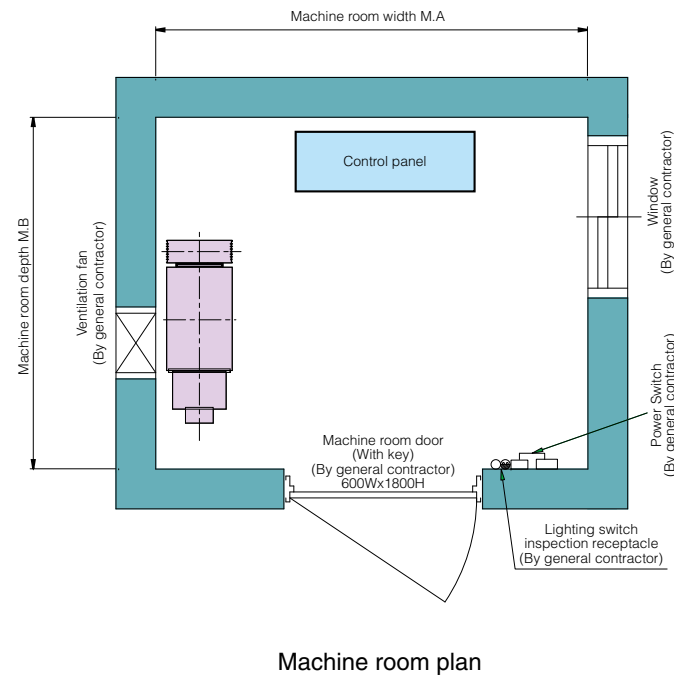 Machine room width M.A
Control panel
Machine room depth M.B
Ventilation fan
(By general contractor)
Window
(By general contractor)
Power Switch
(By general contractor)
Machine room door
(With key)
(By general contractor)
600Wx1800H
Lighting switch
inspection receptacle
(By general contractor)
Machine room plan